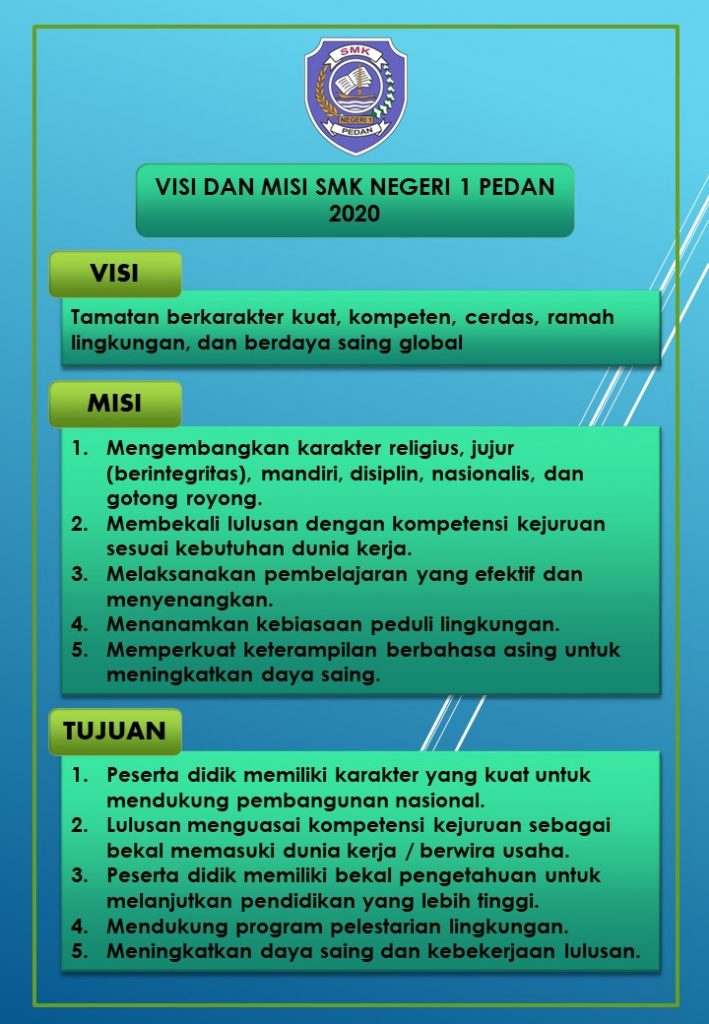 SMK
NEGERI 1
PEDAN
VISI DAN MISI SMK NEGERI 1 PEDAN
2020
VISI
Tamatan berkarakter kuat, kompeten, cerdas, ramah
lingkungan, dan berdaya saing global
MISI
1. Mengembangkan karakter religius, jujur
(berintegritas), mandiri, disiplin, nasionalis, dan
gotong royong.
2. Membekali lulusan dengan kompetensi kejuruan
sesuai kebutuhan dunia kerja.
3. Melaksanakan pembelajaran yang efektif dan
menyenangkan.
4. Menanamkan kebiasaan peduli lingkungan.
5. Memperkuat keterampilan berbahasa asing untuk
meningkatkan daya saing.
TUJUAN
1. Peserta didik memiliki karakter yang kuat untuk
mendukung pembangunan nasional.
2. Lulusan menguasai kompetensi kejuruan sebagai
bekal memasuki dunia kerja / berwira usaha.
3. Peserta didik memiliki bekal pengetahuan untuk
melanjutkan pendidikan yang lebih tinggi.
4. Mendukung program pelestarian lingkungan.
5. Meningkatkan daya saing dan kebekerjaan lulusan.